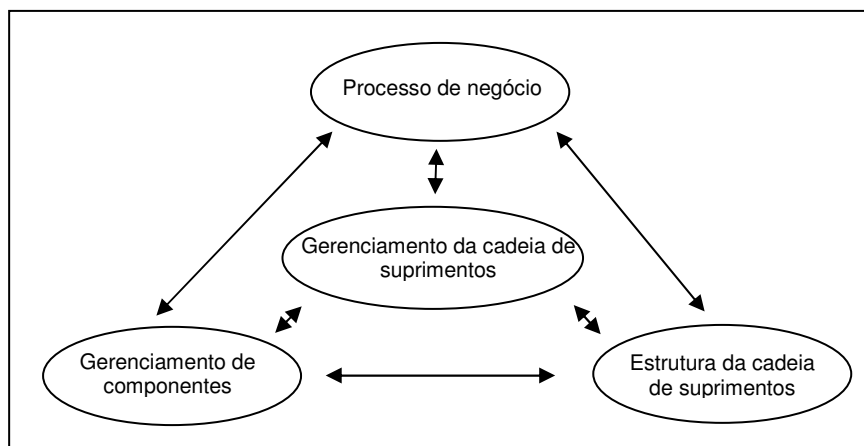 Processo de negócio
Gerenciamento da cadeia de
suprimentos
Gerenciamento de
componentes
Estrutura da cadeia
de suprimentos